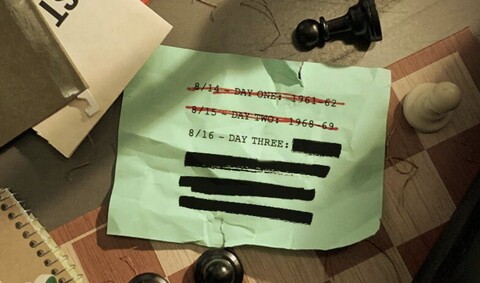 8/14 - DAY ONE: 1961-62
8/15 - DAY TWO: 1968-69
8/16 - DAY THREE: